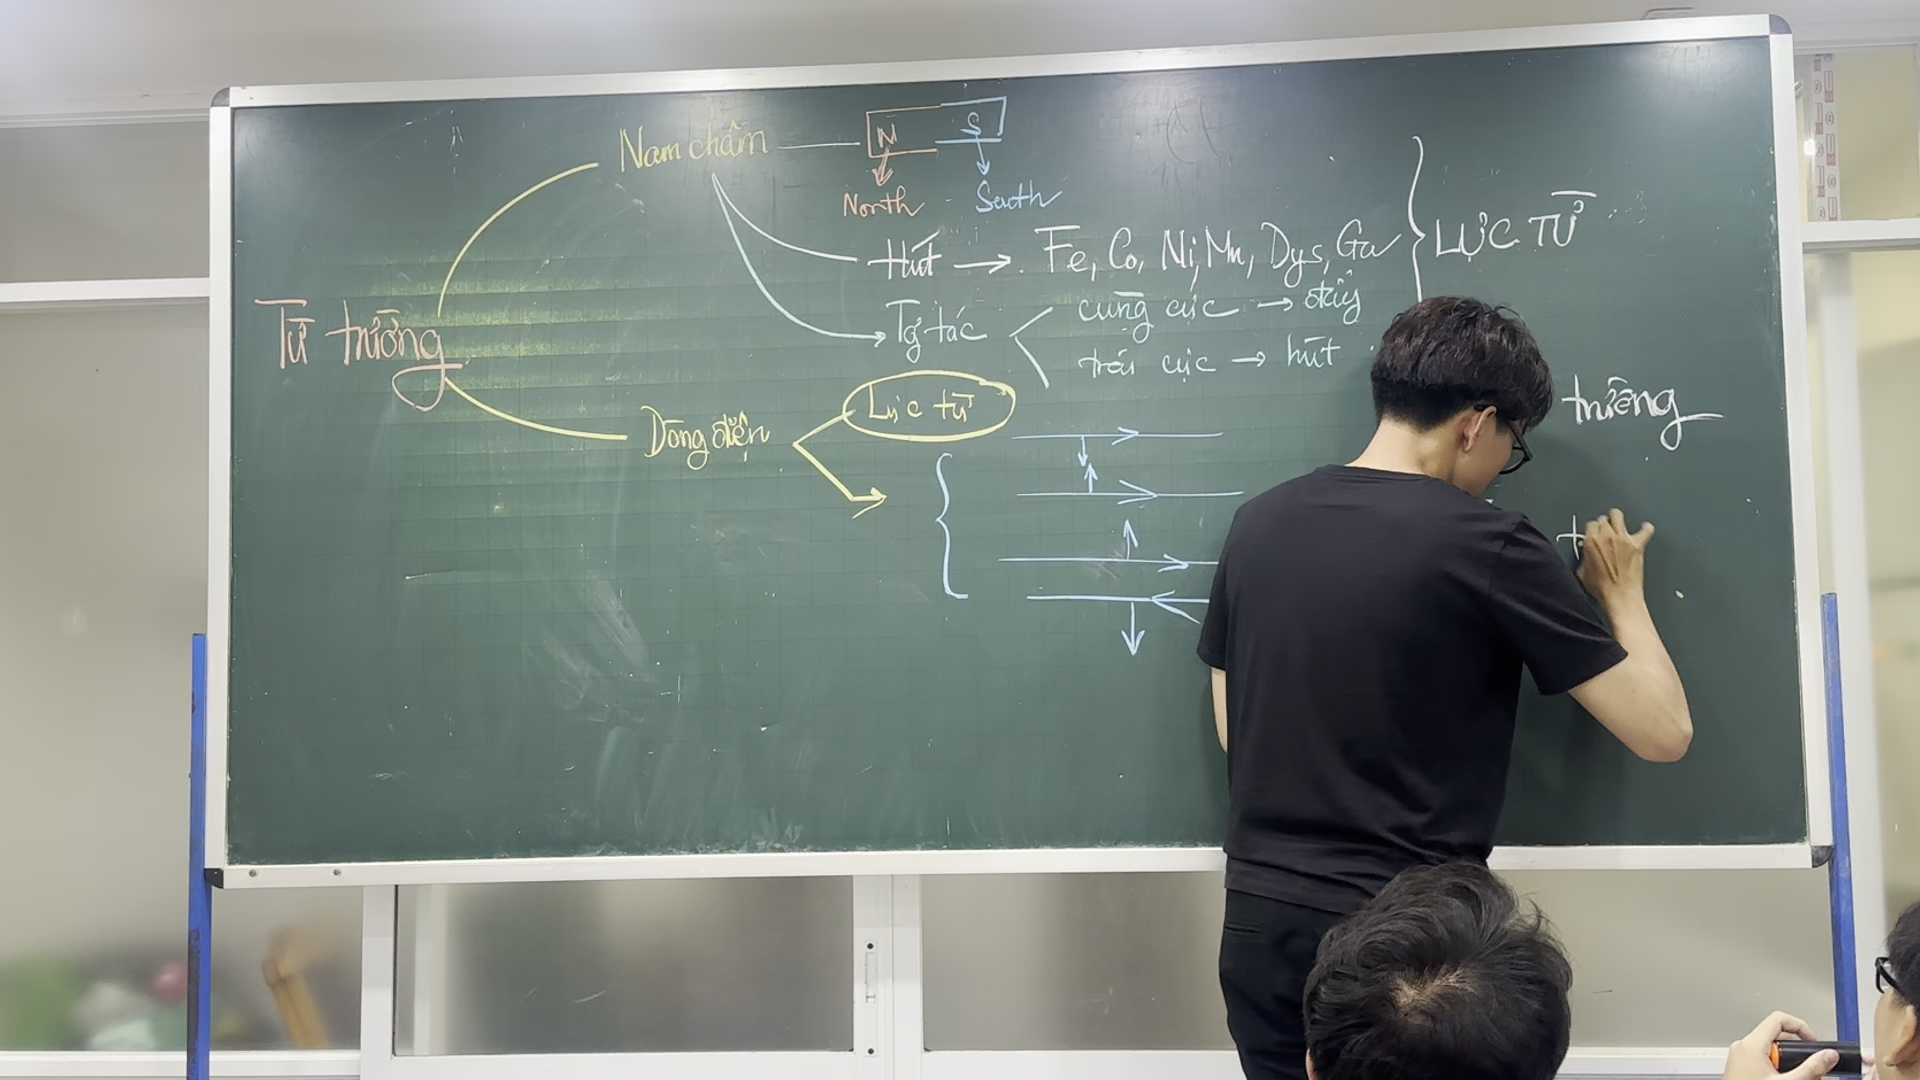 Từ trường
Nam châm
N S
North South
Hút → Fe, Co, Ni, Mn, Dys, Ga
Tg tác
cùng cực → đẩy
trái cực → hút
LỰC TỪ
Dòng điện
Lực từ
trường